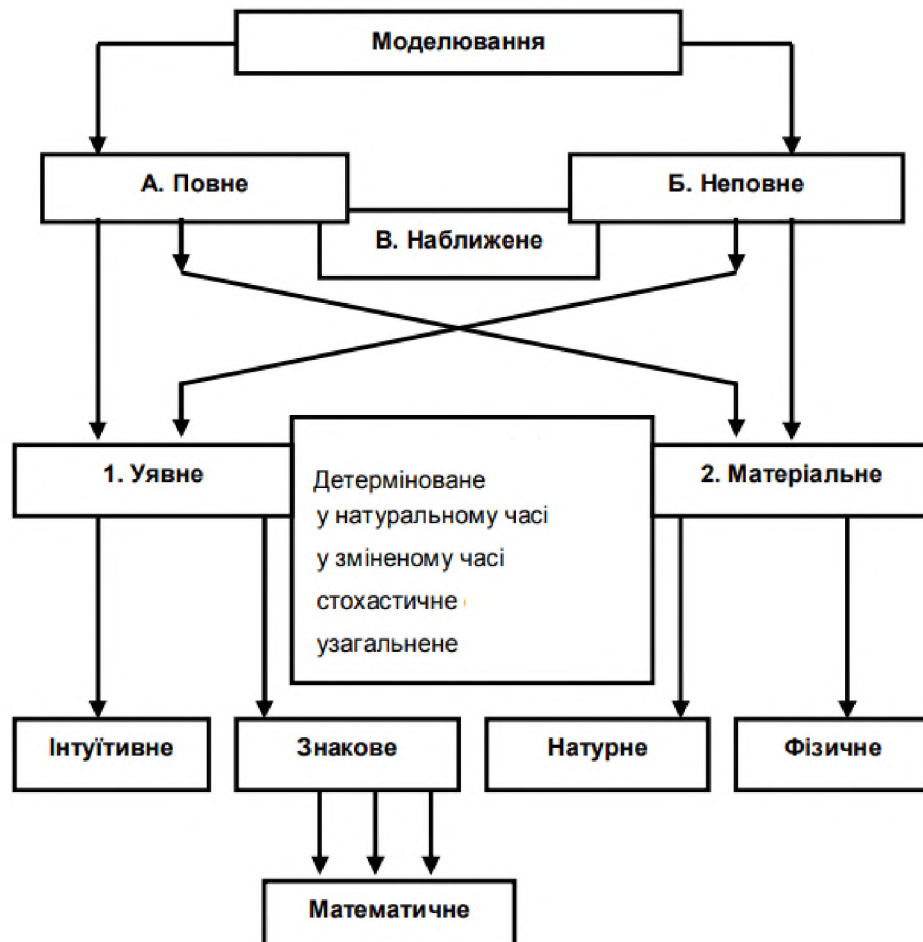 Моделювання
А. Повне
Б. Неповне
В. Наближене
1. Уявне
2. Матеріальне
Детерміноване
у натуральному часі
у зміненому часі
стохастичне
узагальнене
Інтуїтивне
Знакове
Натурне
Фізичне
Математичне